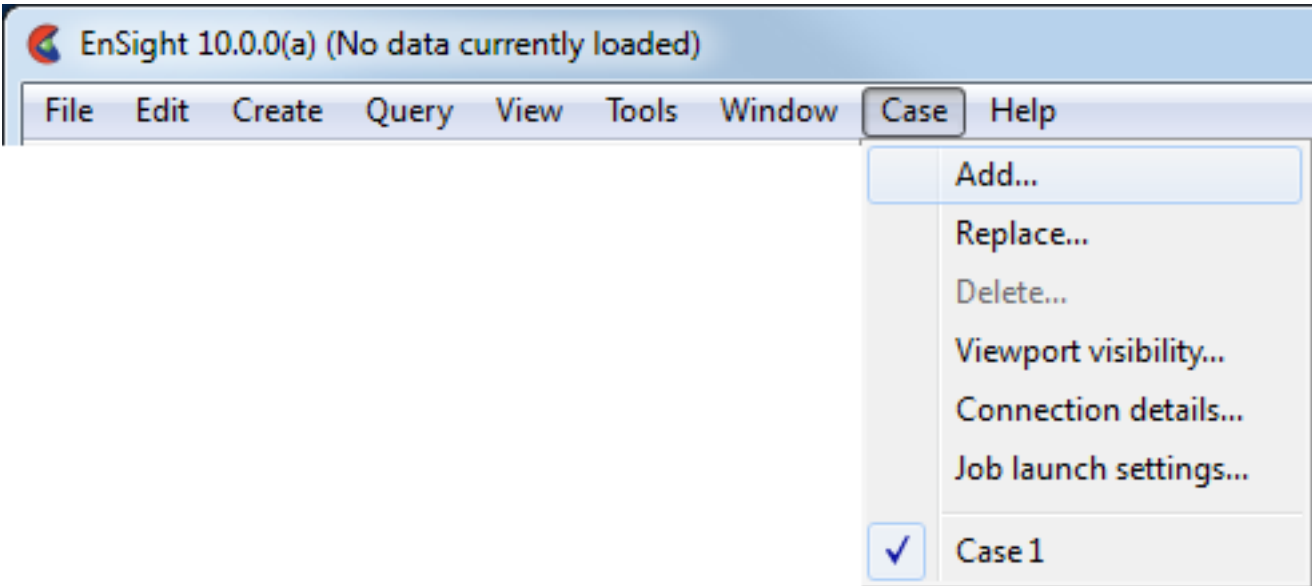 EnSight 10.0.0(a) (No data currently loaded)
File Edit Create Query View Tools Window Case Help
Add...
Replace...
Delete...
Viewport visibility...
Connection details...
Job launch settings...
Case 1